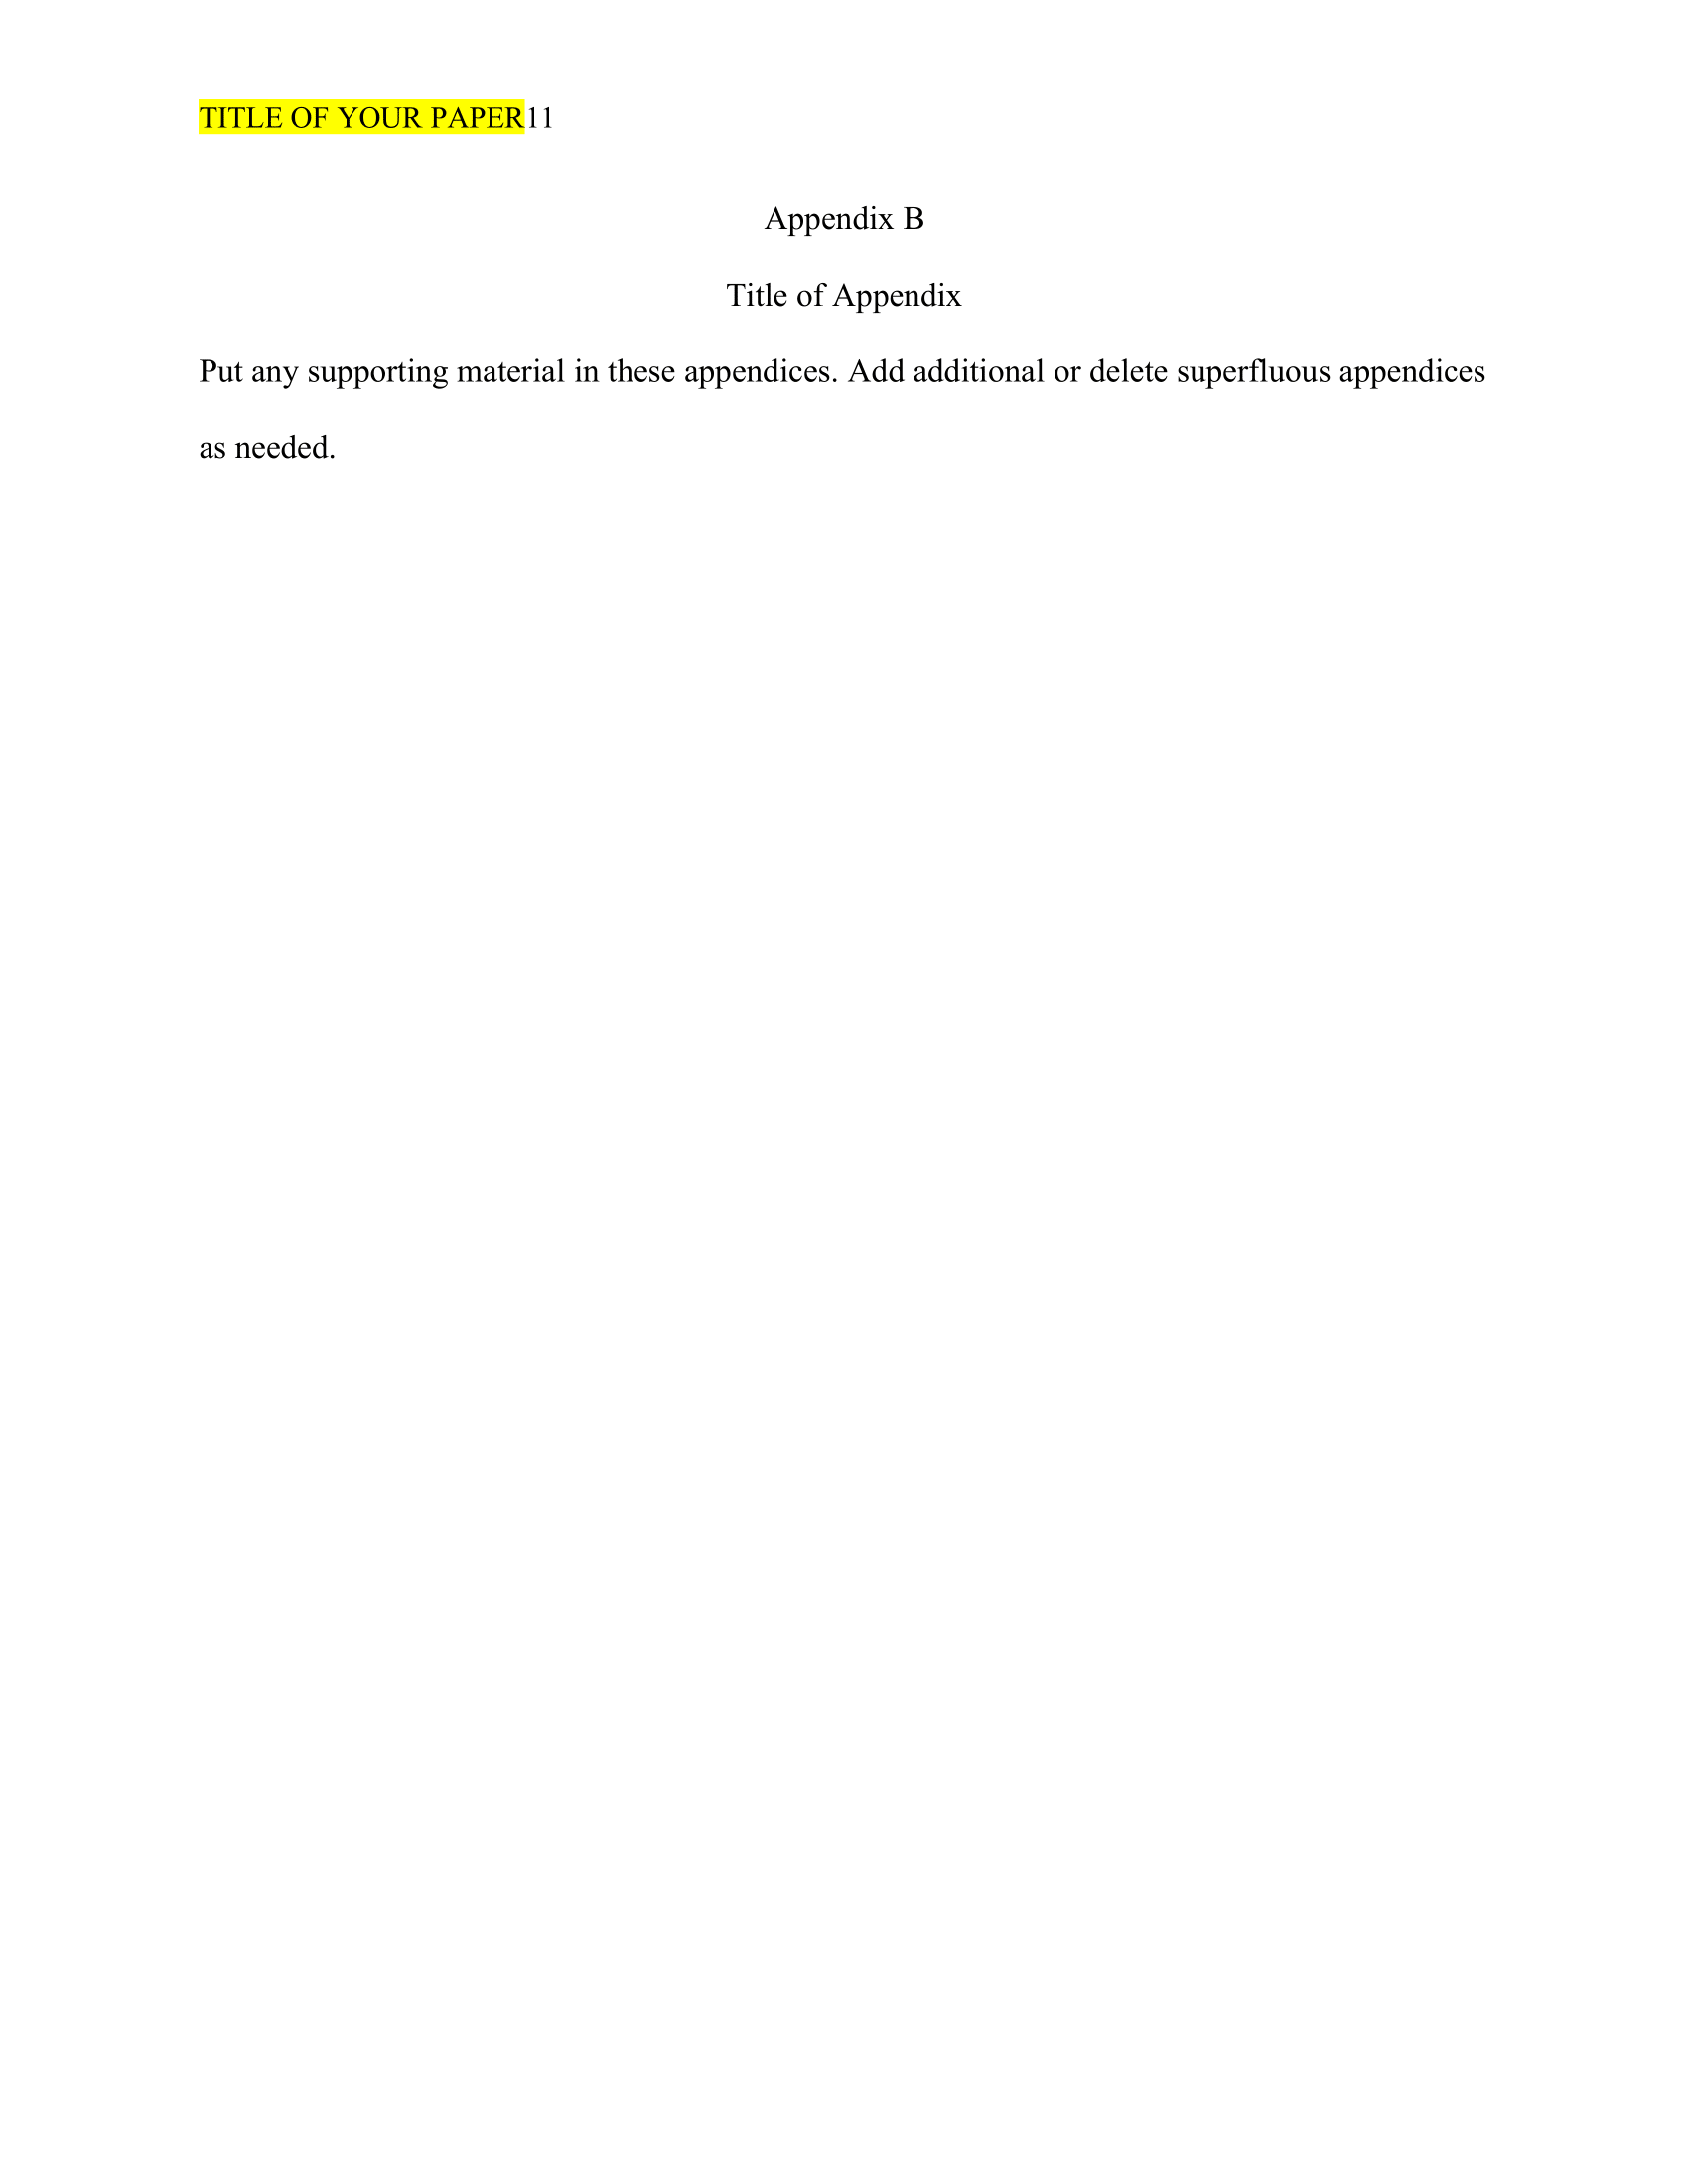 TITLE OF YOUR PAPER11
Appendix B
Title of Appendix
Put any supporting material in these appendices. Add additional or delete superfluous appendices
as needed.